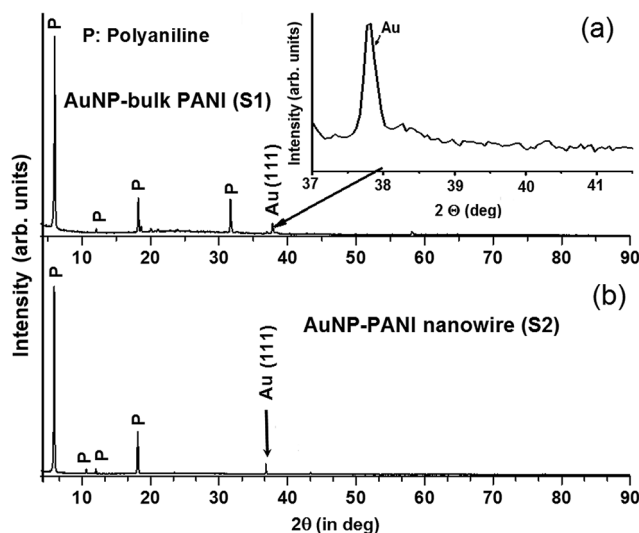 P
P: Polyaniline
(a)
AuNP-bulk PANI (S1)
P
P
P
Au (111)
Intensity (arb. units)
Au
37 38 39 40 41
2 Θ (deg)
10 20 30 40 50 60 70 80 90
Intensity (arb. units)
P
(b)
AuNP-PANI nanowire (S2)
P
P
P
Au (111)
10 20 30 40 50 60 70 80 90
2θ (in deg)